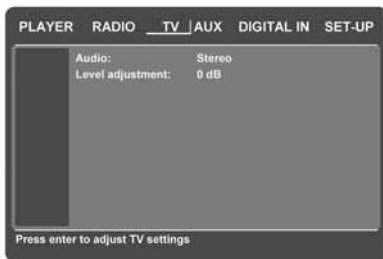 PLAYER RADIO TV AUX DIGITAL IN SET-UP
Audio: Stereo
Level adjustment: 0 dB
Press enter to adjust TV settings